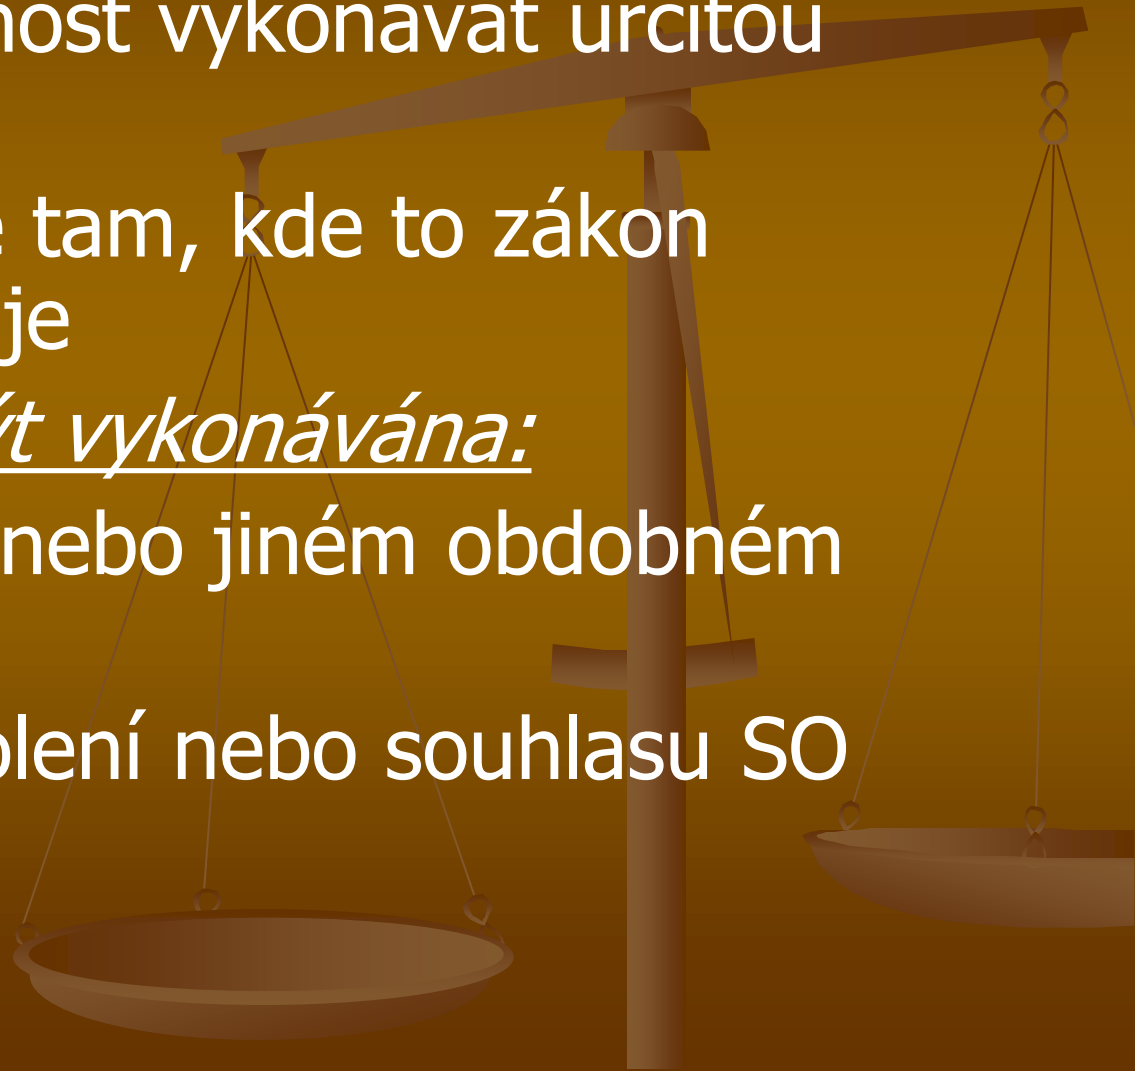 nost vykonávat určitou
e tam, kde to zákon
je
ýt vykonávána:
nebo jiném obdobném
olení nebo souhlasu SO